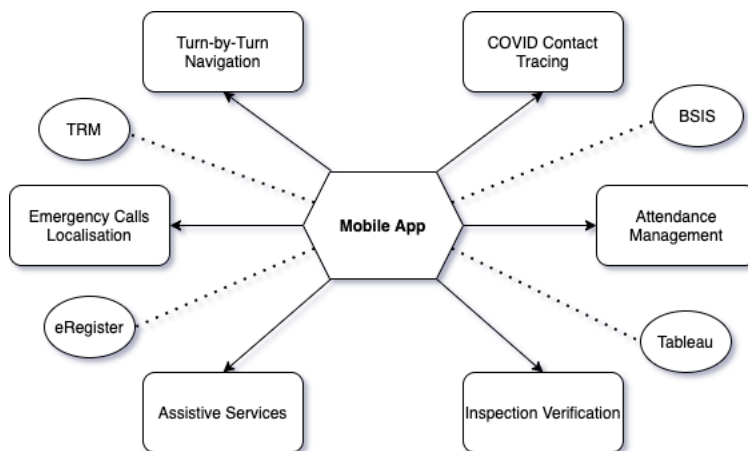 Turn-by-Turn
Navigation
COVID Contact
Tracing
TRM
BSIS
Emergency Calls
Localisation
Mobile App
Attendance
Management
eRegister
Tableau
Assistive Services
Inspection Verification